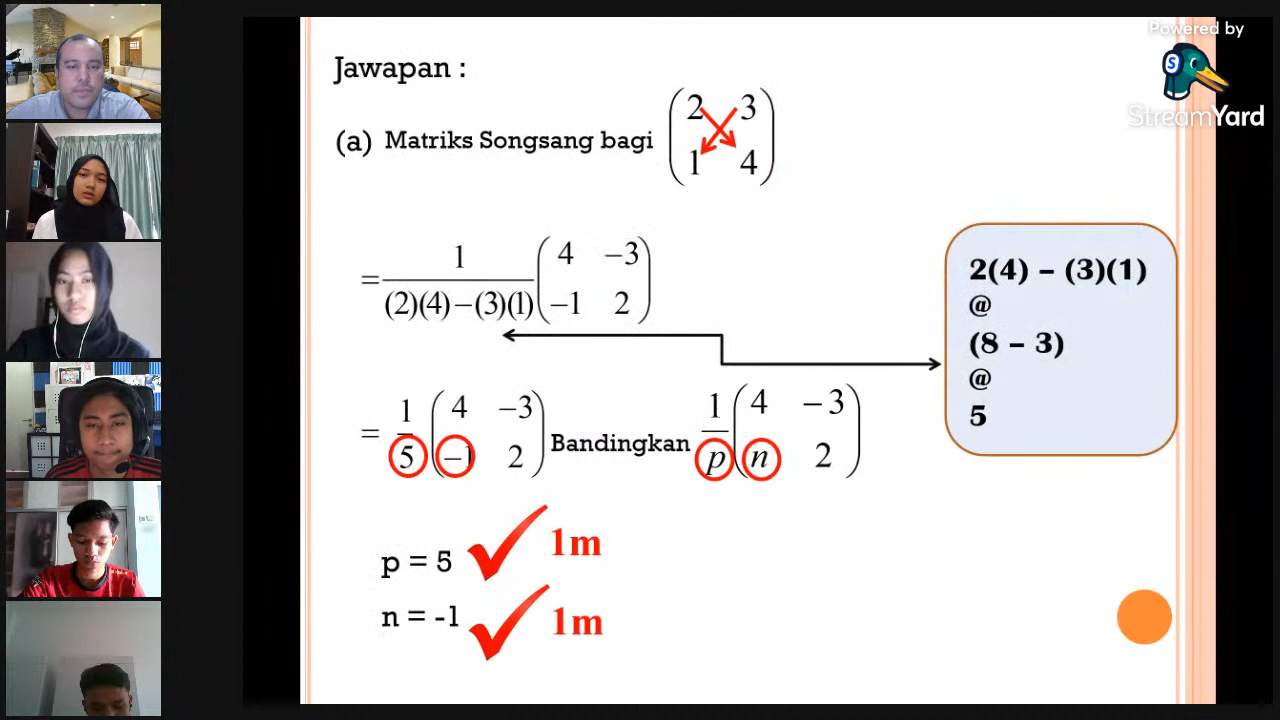 Powered by
StreamYard
Jawapan :
(a) Matriks Songsang bagi
2 3
1 4
= 1
(2)(4) – (3)(1)
4 –3
–1 2
2(4) – (3)(1)
@
(8 – 3)
@
5
= 1
5
4 –3
–1 2
Bandingkan
1
p
4 – 3
n 2
p = 5 1m
n = -1 1m